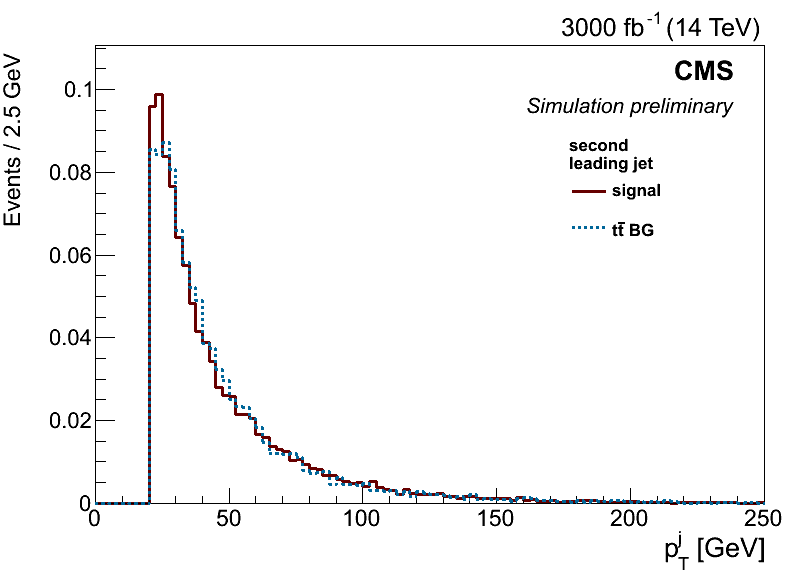 3000 fb⁻¹ (14 TeV)
Events / 2.5 GeV
CMS
Simulation preliminary
second
leading jet
signal
tt̄ BG
0.1
0.08
0.06
0.04
0.02
0
0 50 100 150 200 250
p_T^j [GeV]